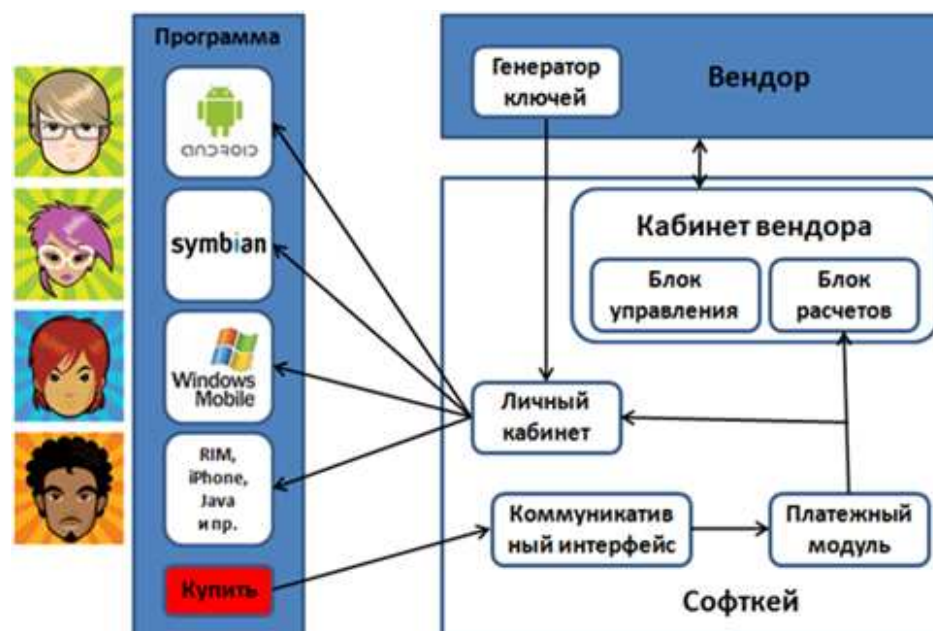 Программа
android
symbian
Windows
Mobile
RIM,
iPhone,
Java
и пр.
Купить
Генератор
ключей
Вендор
Кабинет вендора
Блок
управления
Блок
расчетов
Личный
кабинет
Коммуникатив
ный интерфейс
Платежный
модуль
Софткей